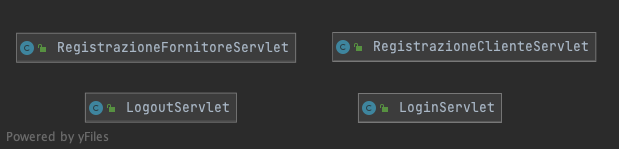 RegistrazioneFornitoreServlet
RegistrazioneClienteServlet
LogoutServlet
LoginServlet
Powered by yFiles